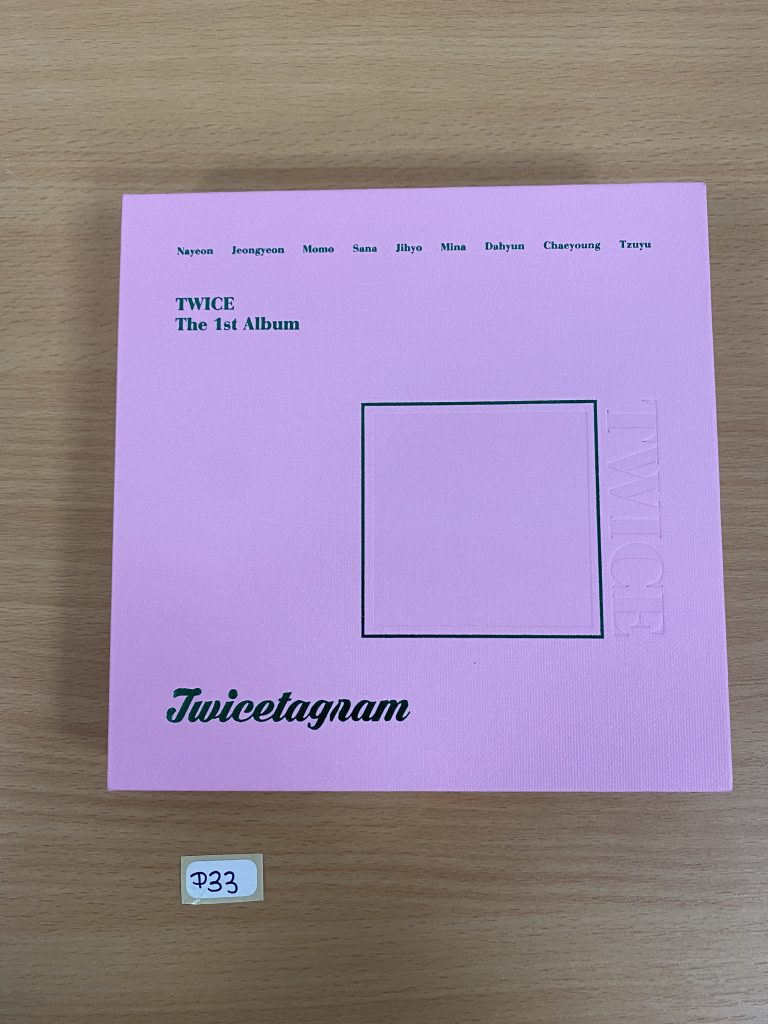 Nayeon Jeongyeon Momo Sana Jihyo Mina Dahyun Chaeyoung Tzuyu
TWICE
The 1st Album
TWICE
Twicetagram
P33